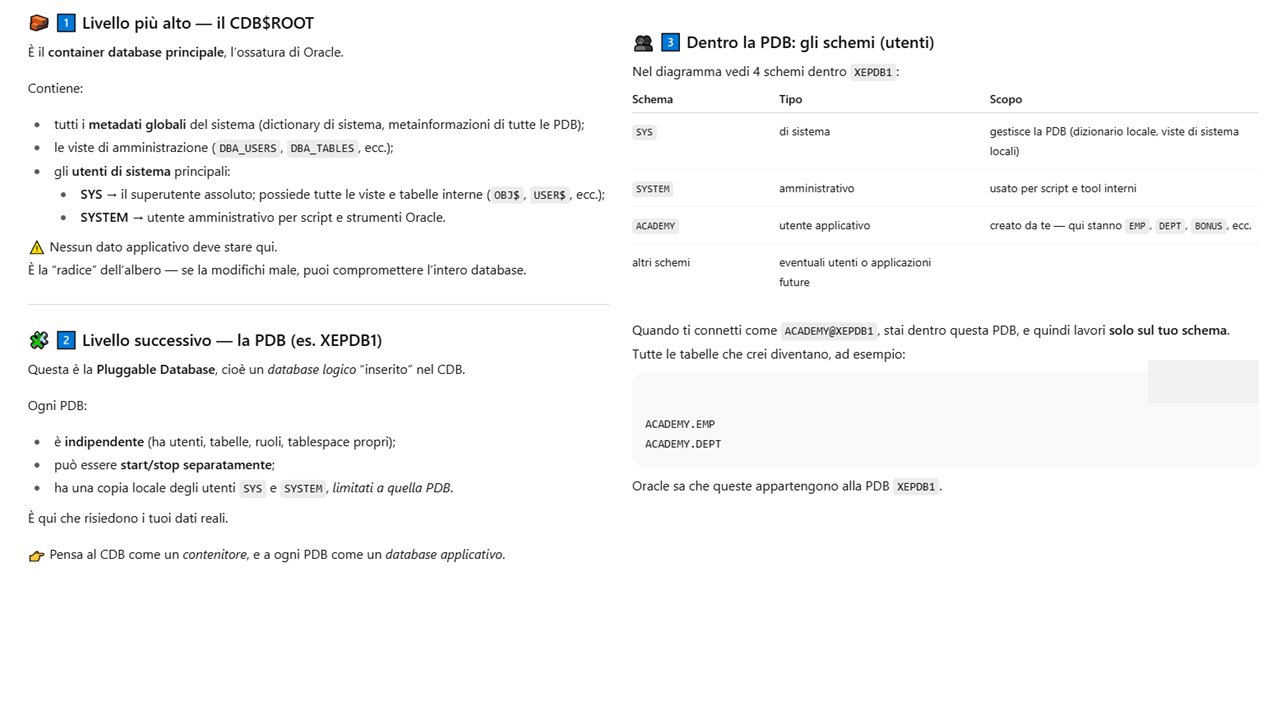 1 Livello più alto — il CDB$ROOT
È il container database principale, l'ossatura di Oracle.
Contiene:
• tutti i metadati globali del sistema (dictionary di sistema, metainformazioni di tutte le PDB);
• le viste di amministrazione ( DBA_USERS , DBA_TABLES , ecc.);
• gli utenti di sistema principali:
• SYS → il superutente assoluto; possiede tutte le viste e tabelle interne ( OBJ$ , USER$ , ecc.);
• SYSTEM → utente amministrativo per script e strumenti Oracle.
⚠️ Nessun dato applicativo deve stare qui.
È la "radice" dell'albero — se la modifichi male, puoi compromettere l'intero database.
2 Livello successivo — la PDB (es. XEPDB1)
Questa è la Pluggable Database, cioè un database logico "inserito" nel CDB.
Ogni PDB:
• è indipendente (ha utenti, tabelle, ruoli, tablespace propri);
• può essere start/stop separatamente;
• ha una copia locale degli utenti SYS e SYSTEM , limitati a quella PDB.
È qui che risiedono i tuoi dati reali.
👉 Pensa al CDB come un contenitore, e a ogni PDB come un database applicativo.
3 Dentro la PDB: gli schemi (utenti)
Nel diagramma vedi 4 schemi dentro XEPDB1 :
Schema Tipo Scopo
SYS di sistema gestisce la PDB (dizionario locale, viste di sistema
locali)
SYSTEM amministrativo usato per script e tool interni
ACADEMY utente applicativo creato da te — qui stanno EMP , DEPT , BONUS , ecc.
altri schemi eventuali utenti o applicazioni
future
Quando ti connetti come ACADEMY@XEPDB1 , stai dentro questa PDB, e quindi lavori solo sul tuo schema.
Tutte le tabelle che crei diventano, ad esempio:
ACADEMY.EMP
ACADEMY.DEPT
Oracle sa che queste appartengono alla PDB XEPDB1 .